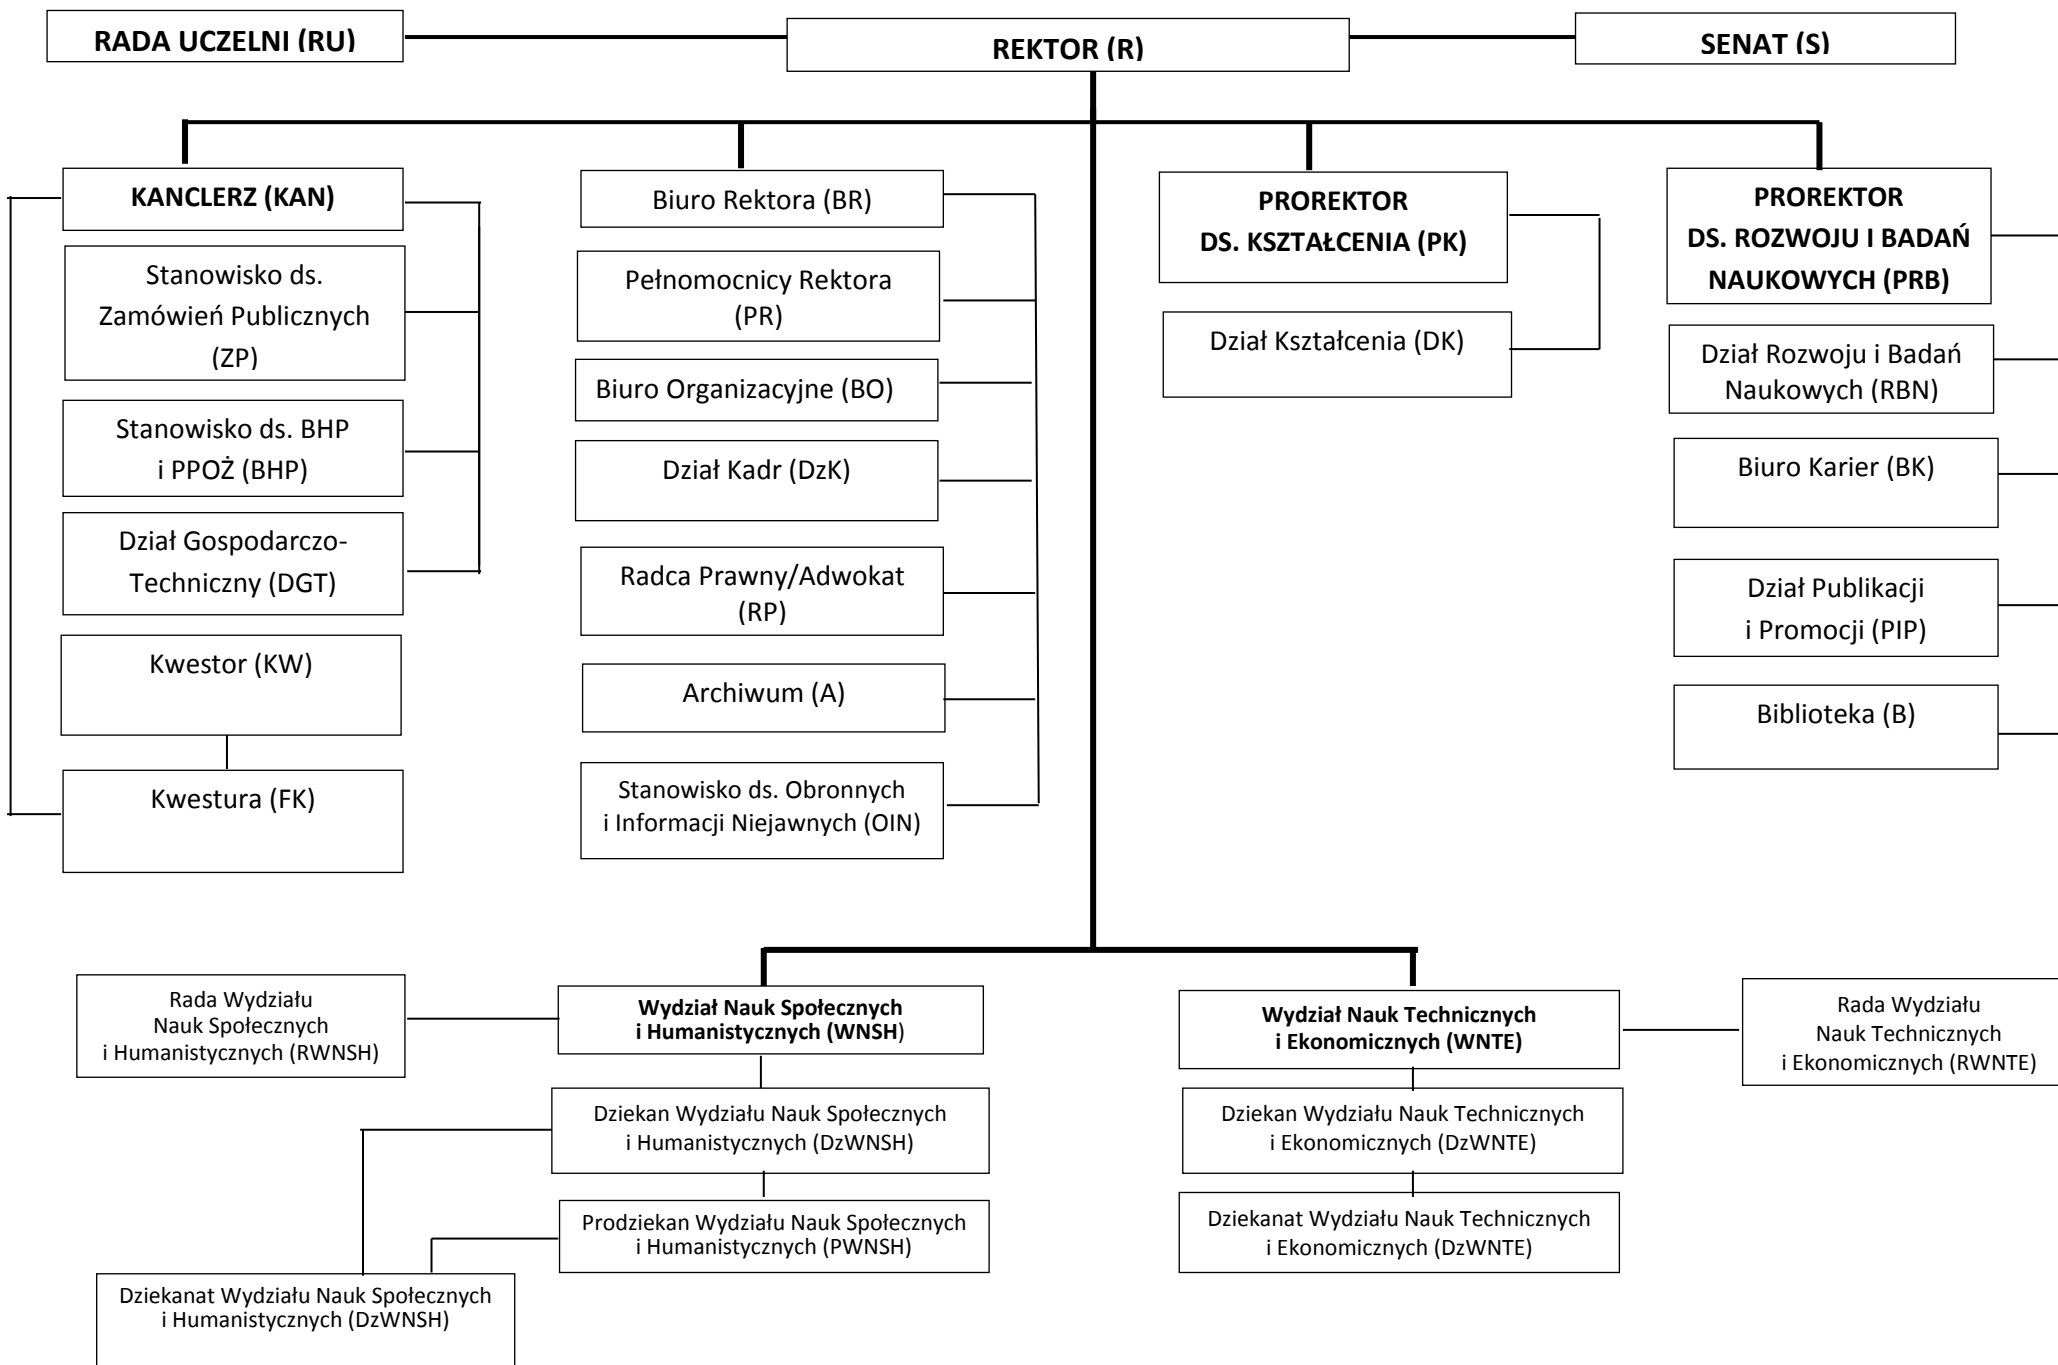 RADA UCZELNI (RU)
REKTOR (R)
SENAT (S)
KANCLERZ (KAN)
Stanowisko ds.
Zamówień Publicznych
(ZP)
Stanowisko ds. BHP
i PPOŻ (BHP)
Dział Gospodarczo-
Techniczny (DGT)
Kwestor (KW)
Kwestura (FK)
Biuro Rektora (BR)
Pełnomocnicy Rektora
(PR)
Biuro Organizacyjne (BO)
Dział Kadr (DzK)
Radca Prawny/Adwokat
(RP)
Archiwum (A)
Stanowisko ds. Obronnych
i Informacji Niejawnych (OIN)
PROREKTOR
DS. KSZTAŁCENIA (PK)
Dział Kształcenia (DK)
PROREKTOR
DS. ROZWOJU I BADAŃ
NAUKOWYCH (PRB)
Dział Rozwoju i Badań
Naukowych (RBN)
Biuro Karier (BK)
Dział Publikacji
i Promocji (PIP)
Biblioteka (B)
Rada Wydziału
Nauk Społecznych
i Humanistycznych (RWNSH)
Wydział Nauk Społecznych
i Humanistycznych (WNSH)
Dziekan Wydziału Nauk Społecznych
i Humanistycznych (DzWNSH)
Prodziekan Wydziału Nauk Społecznych
i Humanistycznych (PWNSH)
Dziekanat Wydziału Nauk Społecznych
i Humanistycznych (DzWNSH)
Wydział Nauk Technicznych
i Ekonomicznych (WNTE)
Dziekan Wydziału Nauk Technicznych
i Ekonomicznych (DzWNTE)
Dziekanat Wydziału Nauk Technicznych
i Ekonomicznych (DzWNTE)
Rada Wydziału
Nauk Technicznych
i Ekonomicznych (RWNTE)